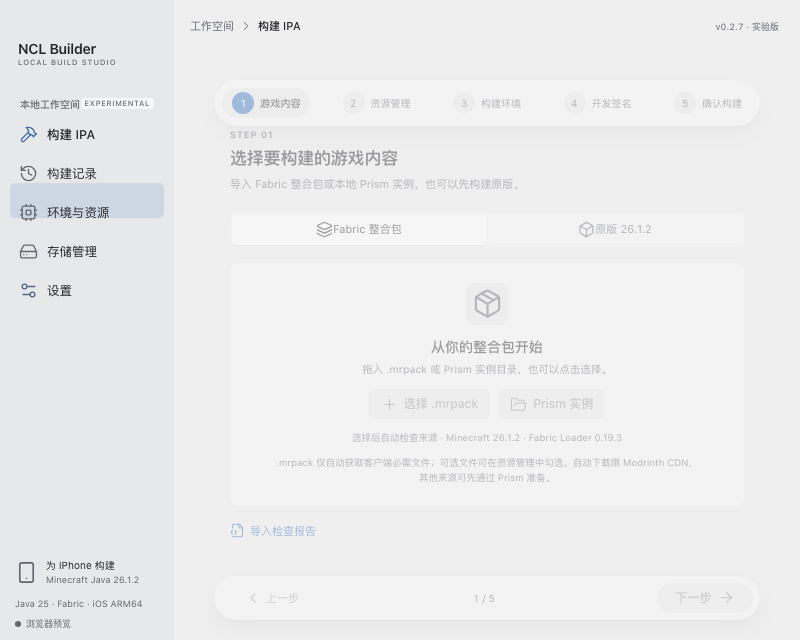 工作空间 > 构建 IPA
v0.2.7 · 实验版
NCL Builder
LOCAL BUILD STUDIO
本地工作空间 EXPERIMENTAL
构建 IPA
构建记录
环境与资源
存储管理
设置
为 iPhone 构建
Minecraft Java 26.1.2
Java 25 · Fabric · iOS ARM64
浏览器预览
1 游戏内容 2 资源管理 3 构建环境 4 开发签名 5 确认构建
STEP 01
选择要构建的游戏内容
导入 Fabric 整合包或本地 Prism 实例，也可以先构建原版。
Fabric 整合包 原版 26.1.2
从你的整合包开始
拖入 .mrpack 或 Prism 实例目录，也可以点击选择。
选择 .mrpack Prism 实例
选择后自动检查来源 · Minecraft 26.1.2 · Fabric Loader 0.19.3
.mrpack 仅自动获取客户端必需文件；可选文件可在资源管理中勾选。自动下载限 Modrinth CDN，
其他来源可先通过 Prism 准备。
导入检查报告
上一步 1 / 5 下一步